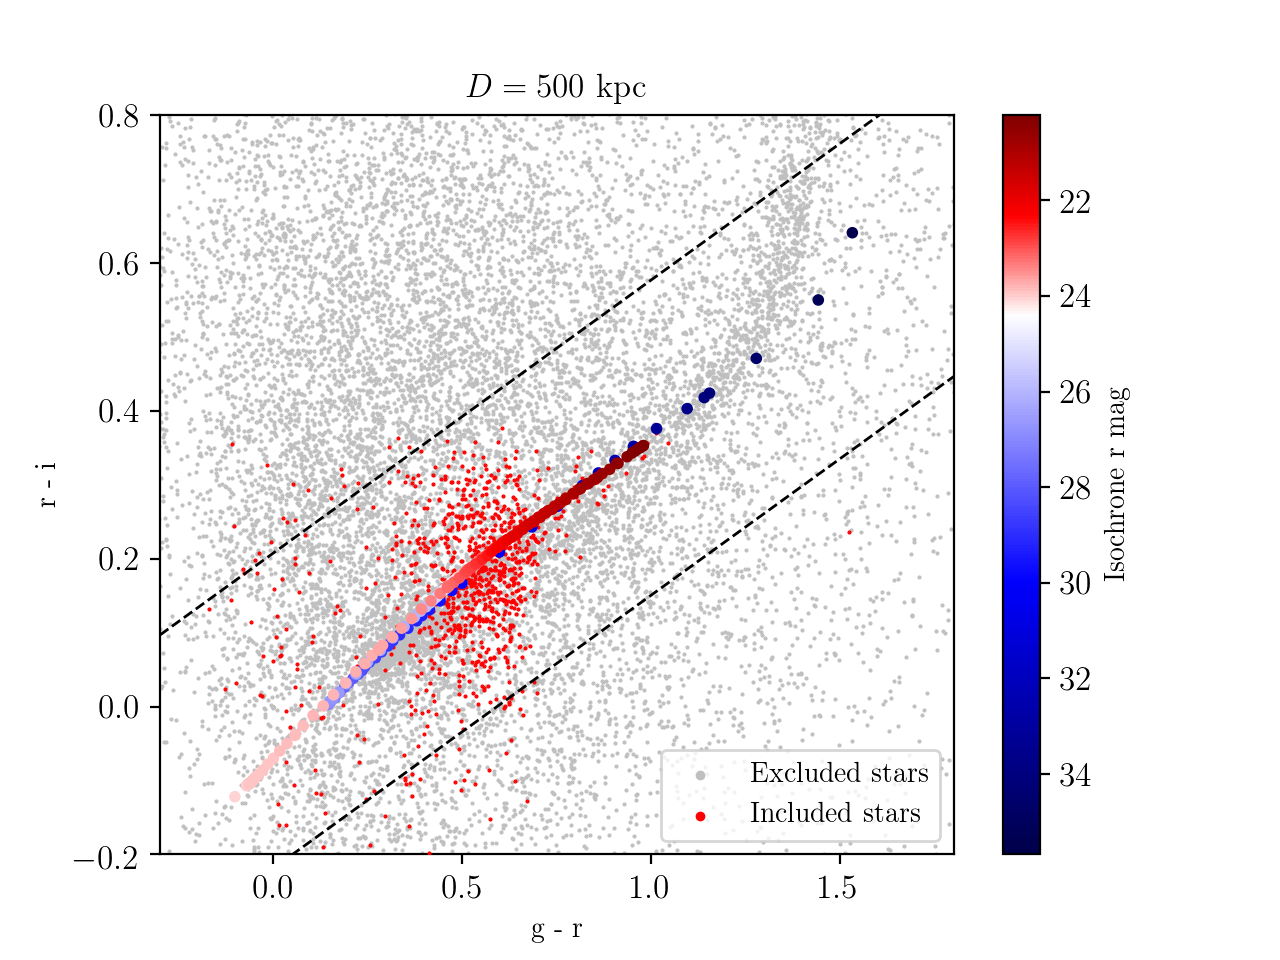 D = 500 kpc
0.8
0.6
0.4
0.2
0.0
−0.2
r - i
0.0
0.5
1.0
1.5
g - r
Excluded stars
Included stars
22
24
26
28
30
32
34
Isochrone r mag